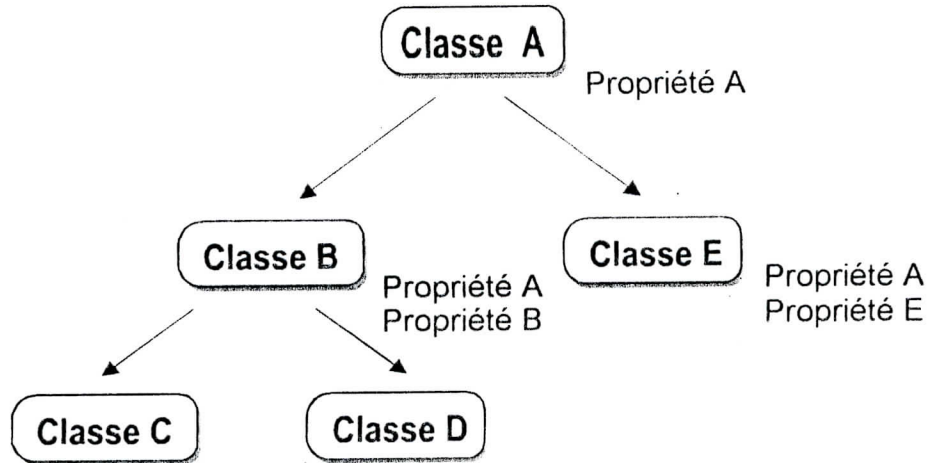 Classe A
Propriété A
Classe B
Propriété A
Propriété B
Classe E
Propriété A
Propriété E
Classe C
Classe D